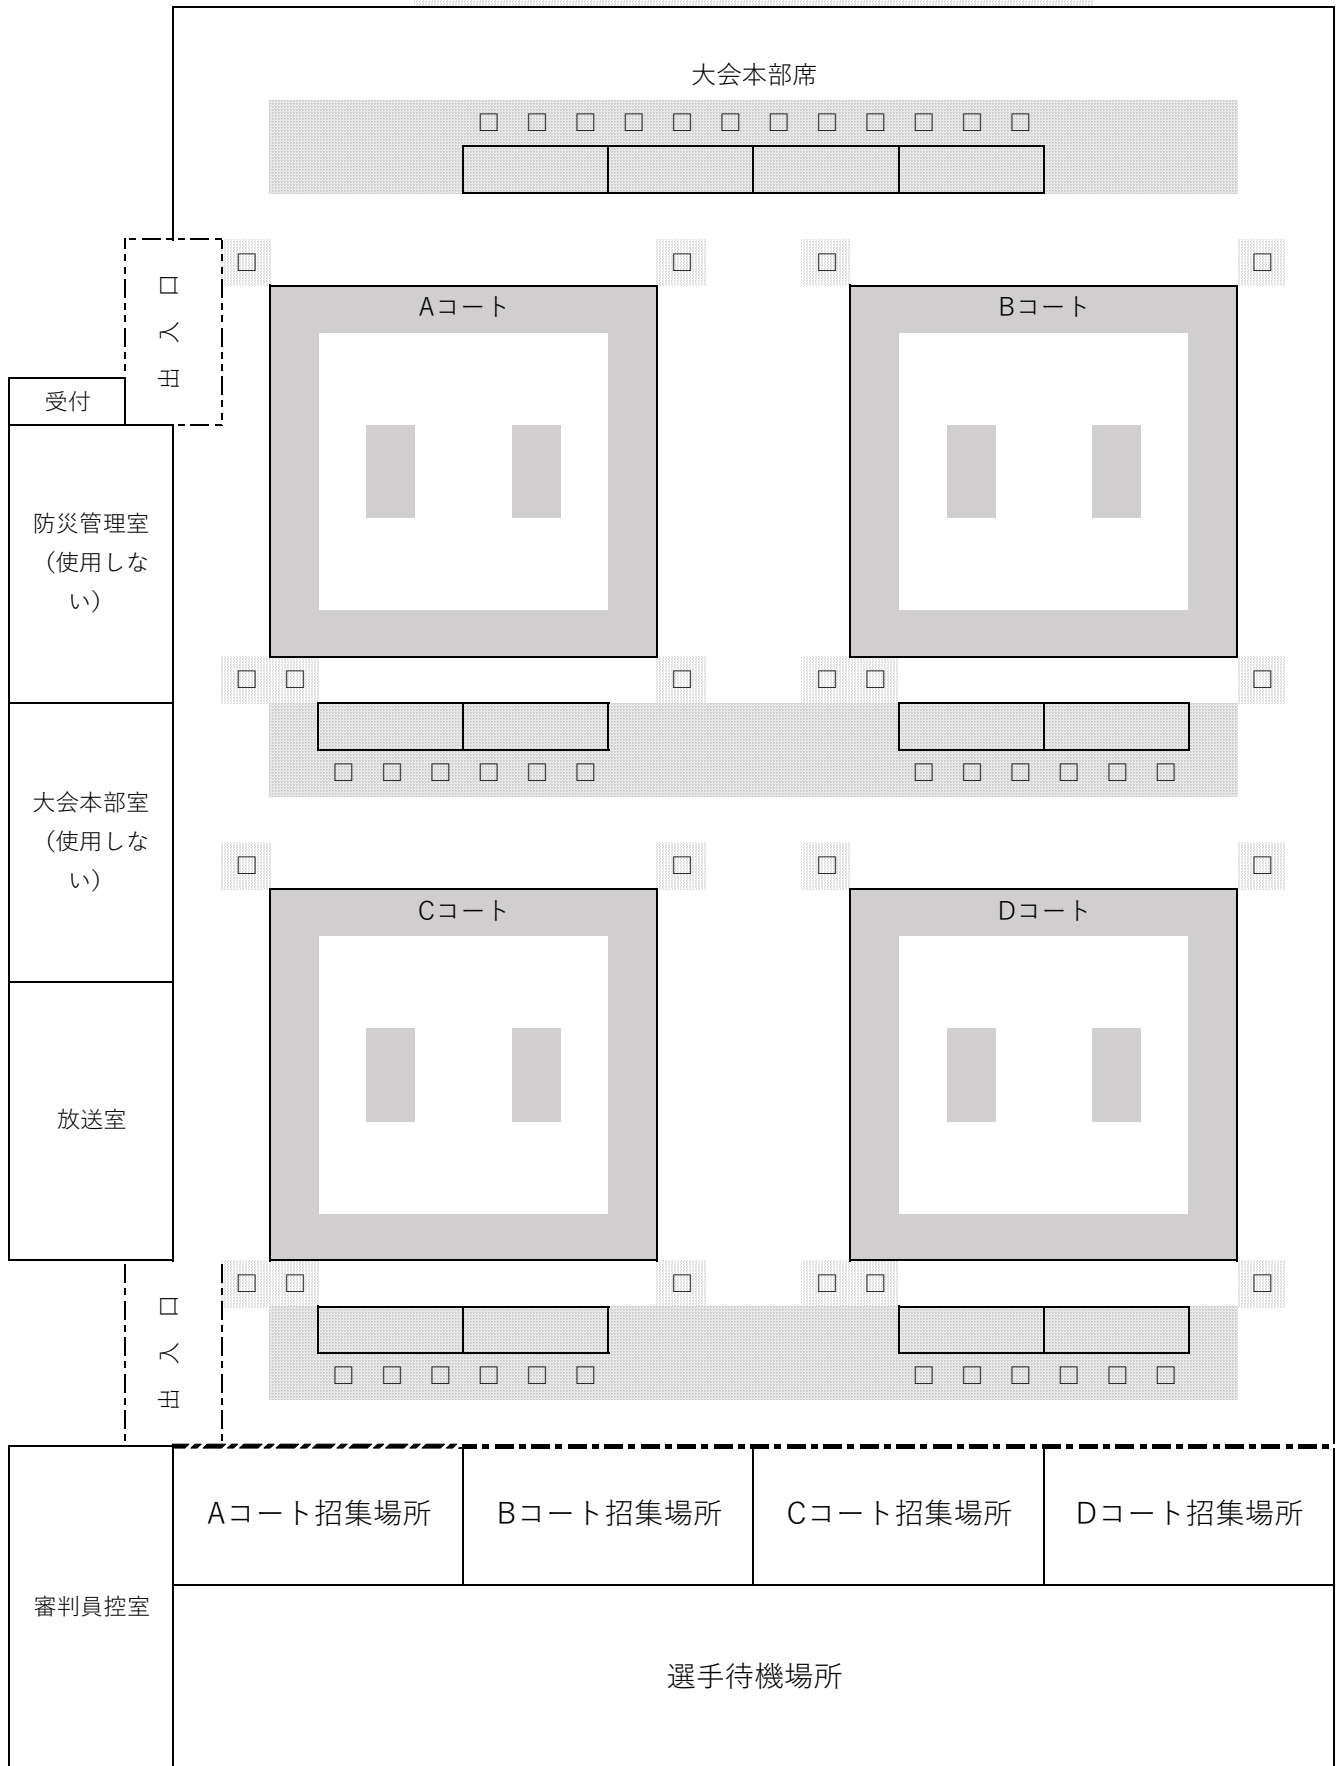 大会本部席
□ □ □ □ □ □ □ □ □ □ □ □
□ □ □ □
出入口
Aコート
Bコート
受付
防災管理室
（使用しな
い）
□ □ □ □ □ □
□ □ □ □ □ □ □ □ □ □ □ □
大会本部室
（使用しな
い）
□ □ □ □
Cコート
Dコート
放送室
□ □ □ □ □ □
出入口
□ □ □ □ □ □ □ □ □ □ □ □
Aコート招集場所
Bコート招集場所
Cコート招集場所
Dコート招集場所
審判員控室
選手待機場所